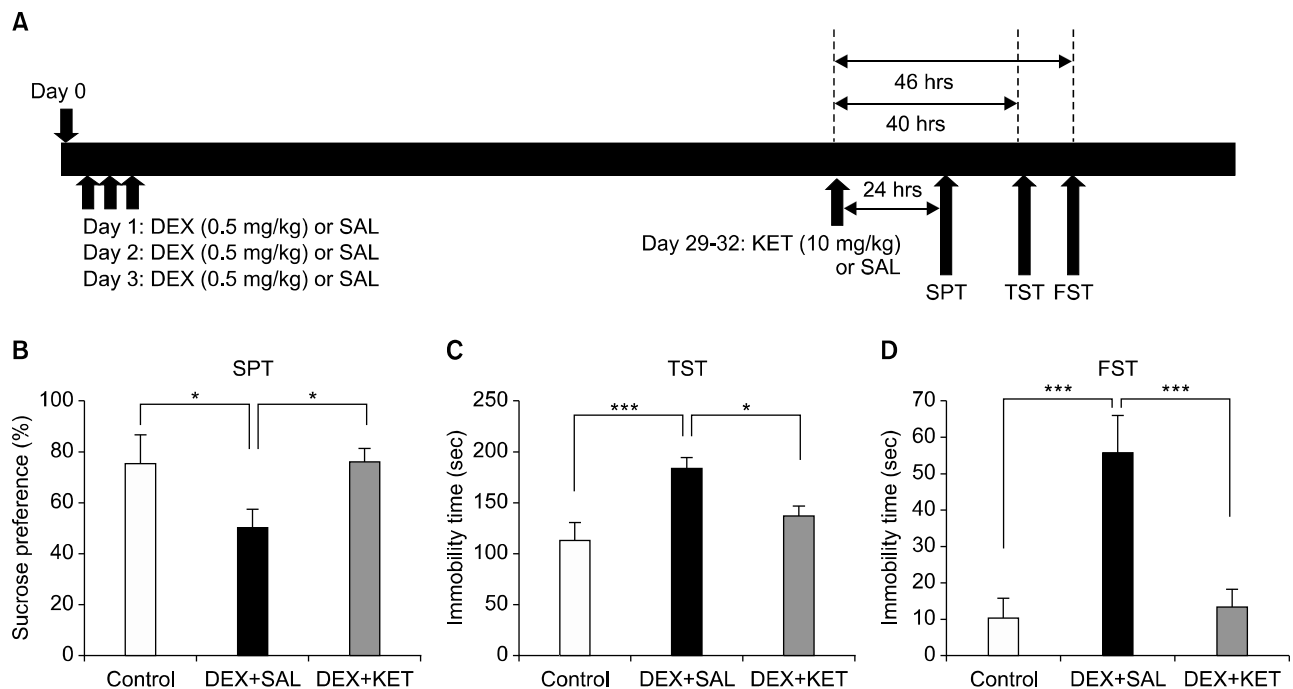 A
Day 0
46 hrs
40 hrs
24 hrs
Day 1: DEX (0.5 mg/kg) or SAL
Day 2: DEX (0.5 mg/kg) or SAL
Day 3: DEX (0.5 mg/kg) or SAL
Day 29-32: KET (10 mg/kg)
or SAL
SPT
TST
FST
B
SPT
Sucrose preference (%)
100
80
60
40
20
0
*
*
Control
DEX+SAL
DEX+KET
C
TST
Immobility time (sec)
250
200
150
100
50
0
***
*
Control
DEX+SAL
DEX+KET
D
FST
Immobility time (sec)
70
60
50
40
30
20
10
0
***
***
Control
DEX+SAL
DEX+KET